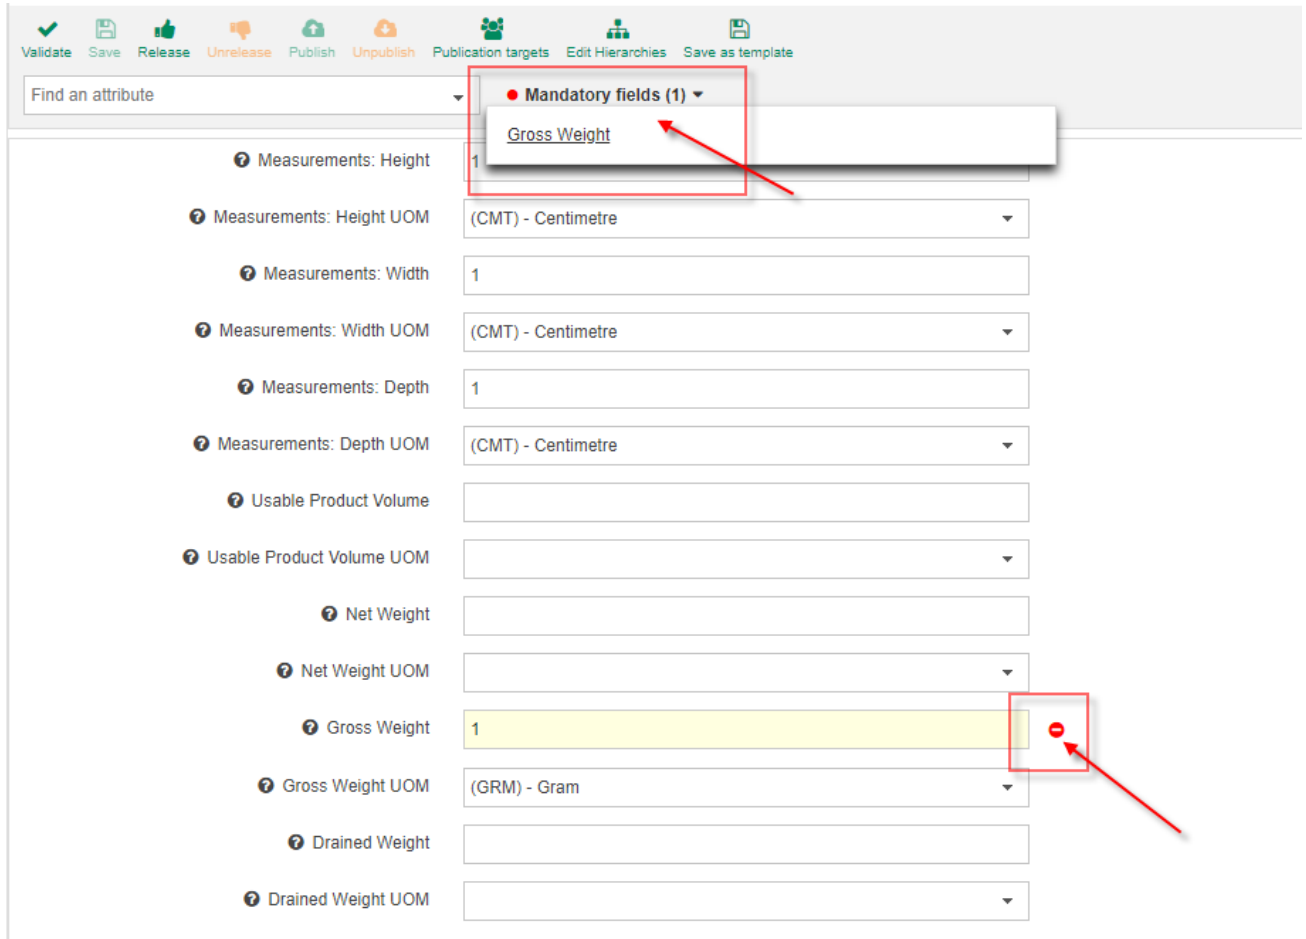 Validate Save Release Unrelease Publish Unpublish Publication targets Edit Hierarchies Save as template
Find an attribute Mandatory fields (1)
Gross Weight
Measurements: Height 1
Measurements: Height UOM (CMT) - Centimetre
Measurements: Width 1
Measurements: Width UOM (CMT) - Centimetre
Measurements: Depth 1
Measurements: Depth UOM (CMT) - Centimetre
Usable Product Volume
Usable Product Volume UOM
Net Weight
Net Weight UOM
Gross Weight 1
Gross Weight UOM (GRM) - Gram
Drained Weight
Drained Weight UOM